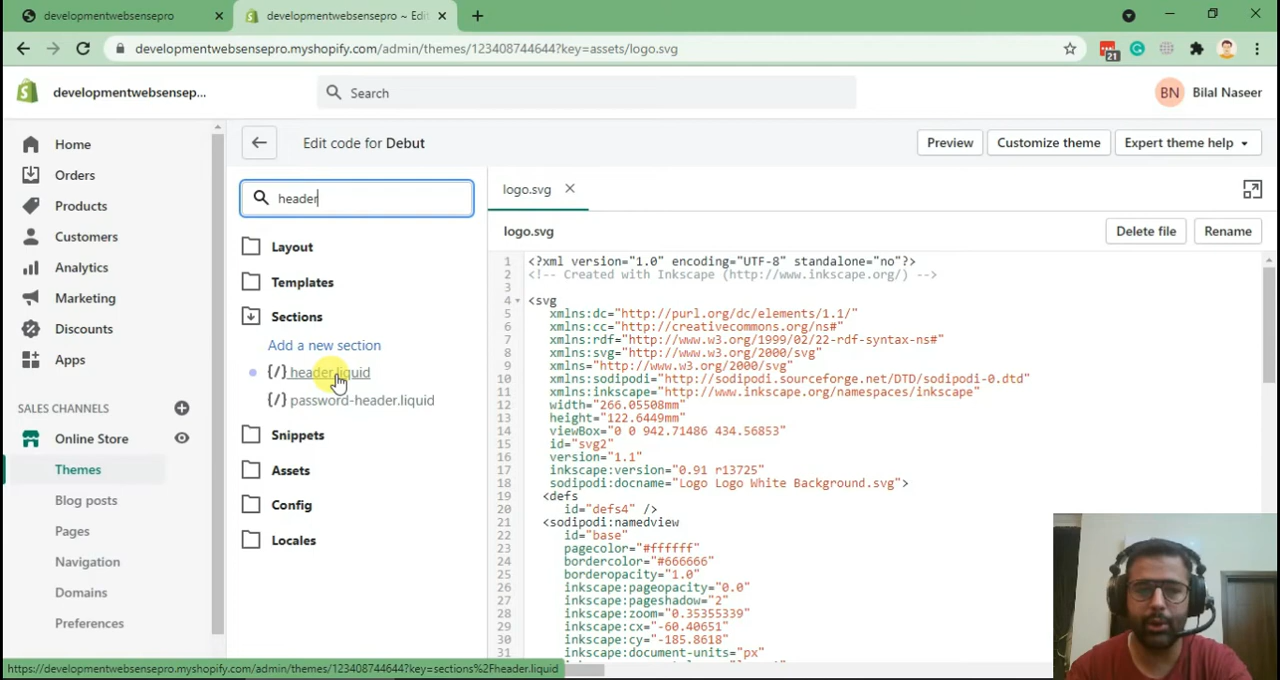 developmentwebsensepro
developmentwebsensepro ~ Edi
developmentwebsensepro.myshopify.com/admin/themes/123408744644?key=assets/logo.svg
21
developmentwebsensep...
Search
BN
Bilal Naseer
Home
Orders
Products
Customers
Analytics
Marketing
Discounts
Apps
SALES CHANNELS
Online Store
Themes
Blog posts
Pages
Navigation
Domains
Preferences
Edit code for Debut
Preview
Customize theme
Expert theme help
header
Layout
Templates
Sections
Add a new section
{/} header.liquid
{/} password-header.liquid
Snippets
Assets
Config
Locales
logo.svg
logo.svg
Delete file
Rename
1 <?xml version="1.0" encoding="UTF-8" standalone="no"?>
2 <!-- Created with Inkscape (http://www.inkscape.org/) -->
3
4 <svg
5 xmlns:dc="http://purl.org/dc/elements/1.1/"
6 xmlns:cc="http://creativecommons.org/ns#"
7 xmlns:rdf="http://www.w3.org/1999/02/22-rdf-syntax-ns#"
8 xmlns:svg="http://www.w3.org/2000/svg"
9 xmlns="http://www.w3.org/2000/svg"
10 xmlns:sodipodi="http://sodipodi.sourceforge.net/DTD/sodipodi-0.dtd"
11 xmlns:inkscape="http://www.inkscape.org/namespaces/inkscape"
12 width="266.05508mm"
13 height="122.6449mm"
14 viewBox="0 0 942.71486 434.56853"
15 id="svg2"
16 version="1.1"
17 inkscape:version="0.91 r13725"
18 sodipodi:docname="Logo Logo White Background.svg">
19 <defs
20 id="defs4" />
21 <sodipodi:namedview
22 id="base"
23 pagecolor="#ffffff"
24 bordercolor="#666666"
25 borderopacity="1.0"
26 inkscape:pageopacity="0.0"
27 inkscape:pageshadow="2"
28 inkscape:zoom="0.35355339"
29 inkscape:cx="-60.40651"
30 inkscape:cy="-185.8618"
31 inkscape:document-units="px"
https://developmentwebsensepro.myshopify.com/admin/themes/123408744644?key=sections%2Fheader.liquid